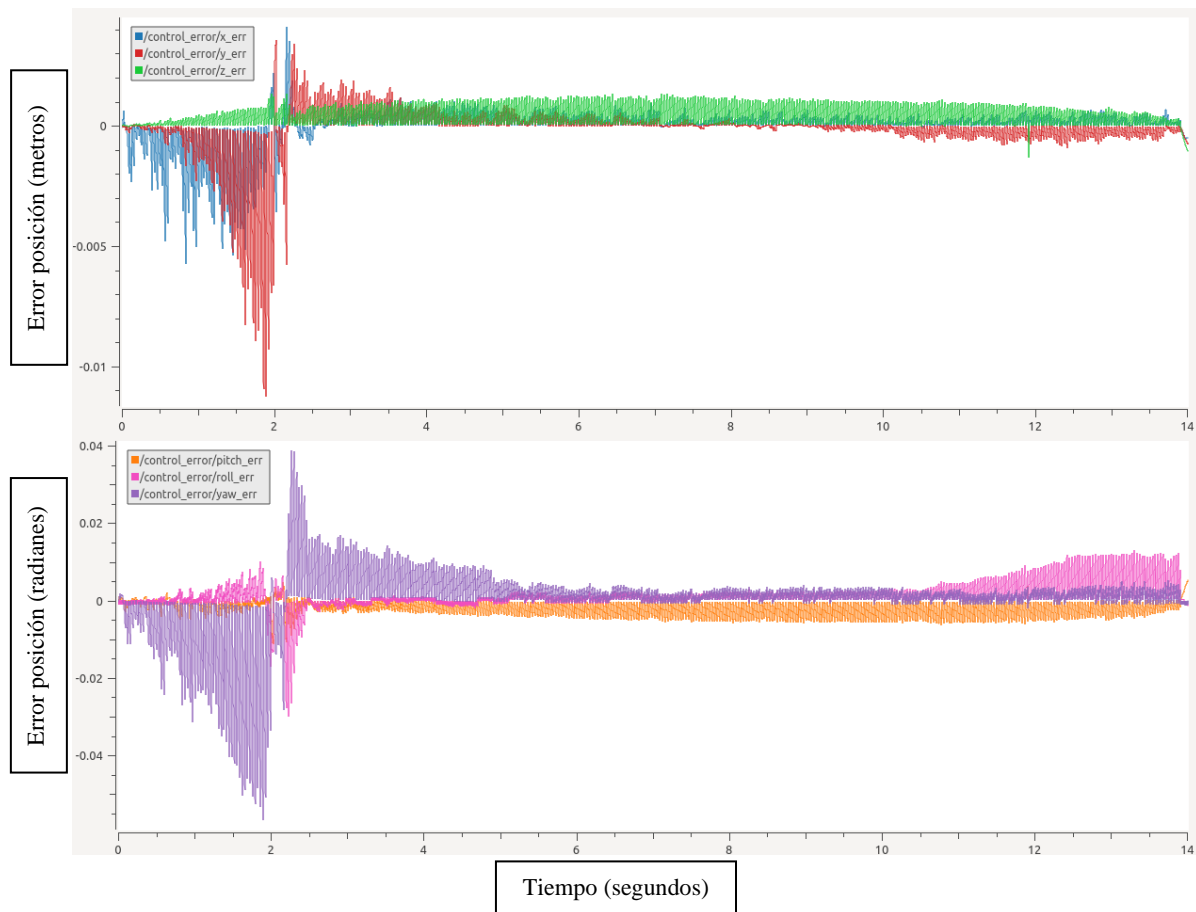 /control_error/x_err
/control_error/y_err
/control_error/z_err
Error posición (metros)
0
-0.005
-0.01
0 2 4 6 8 10 12 14
/control_error/pitch_err
/control_error/roll_err
/control_error/yaw_err
Error posición (radianes)
0.04
0.02
0
-0.02
-0.04
0 2 4 6 8 10 12 14
Tiempo (segundos)